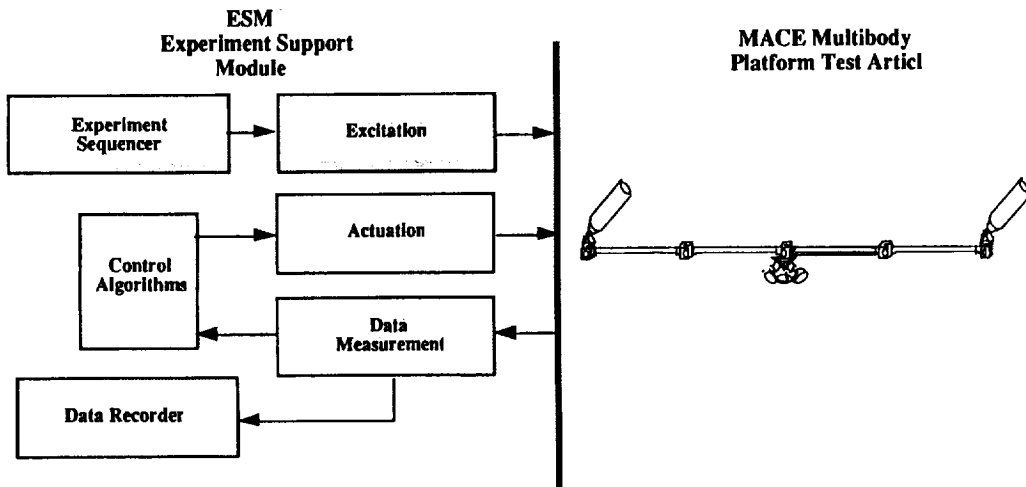 ESM
Experiment Support
Module
MACE Multibody
Platform Test Articl
Experiment
Sequencer
Excitation
Actuation
Control
Algorithms
Data
Measurement
Data Recorder